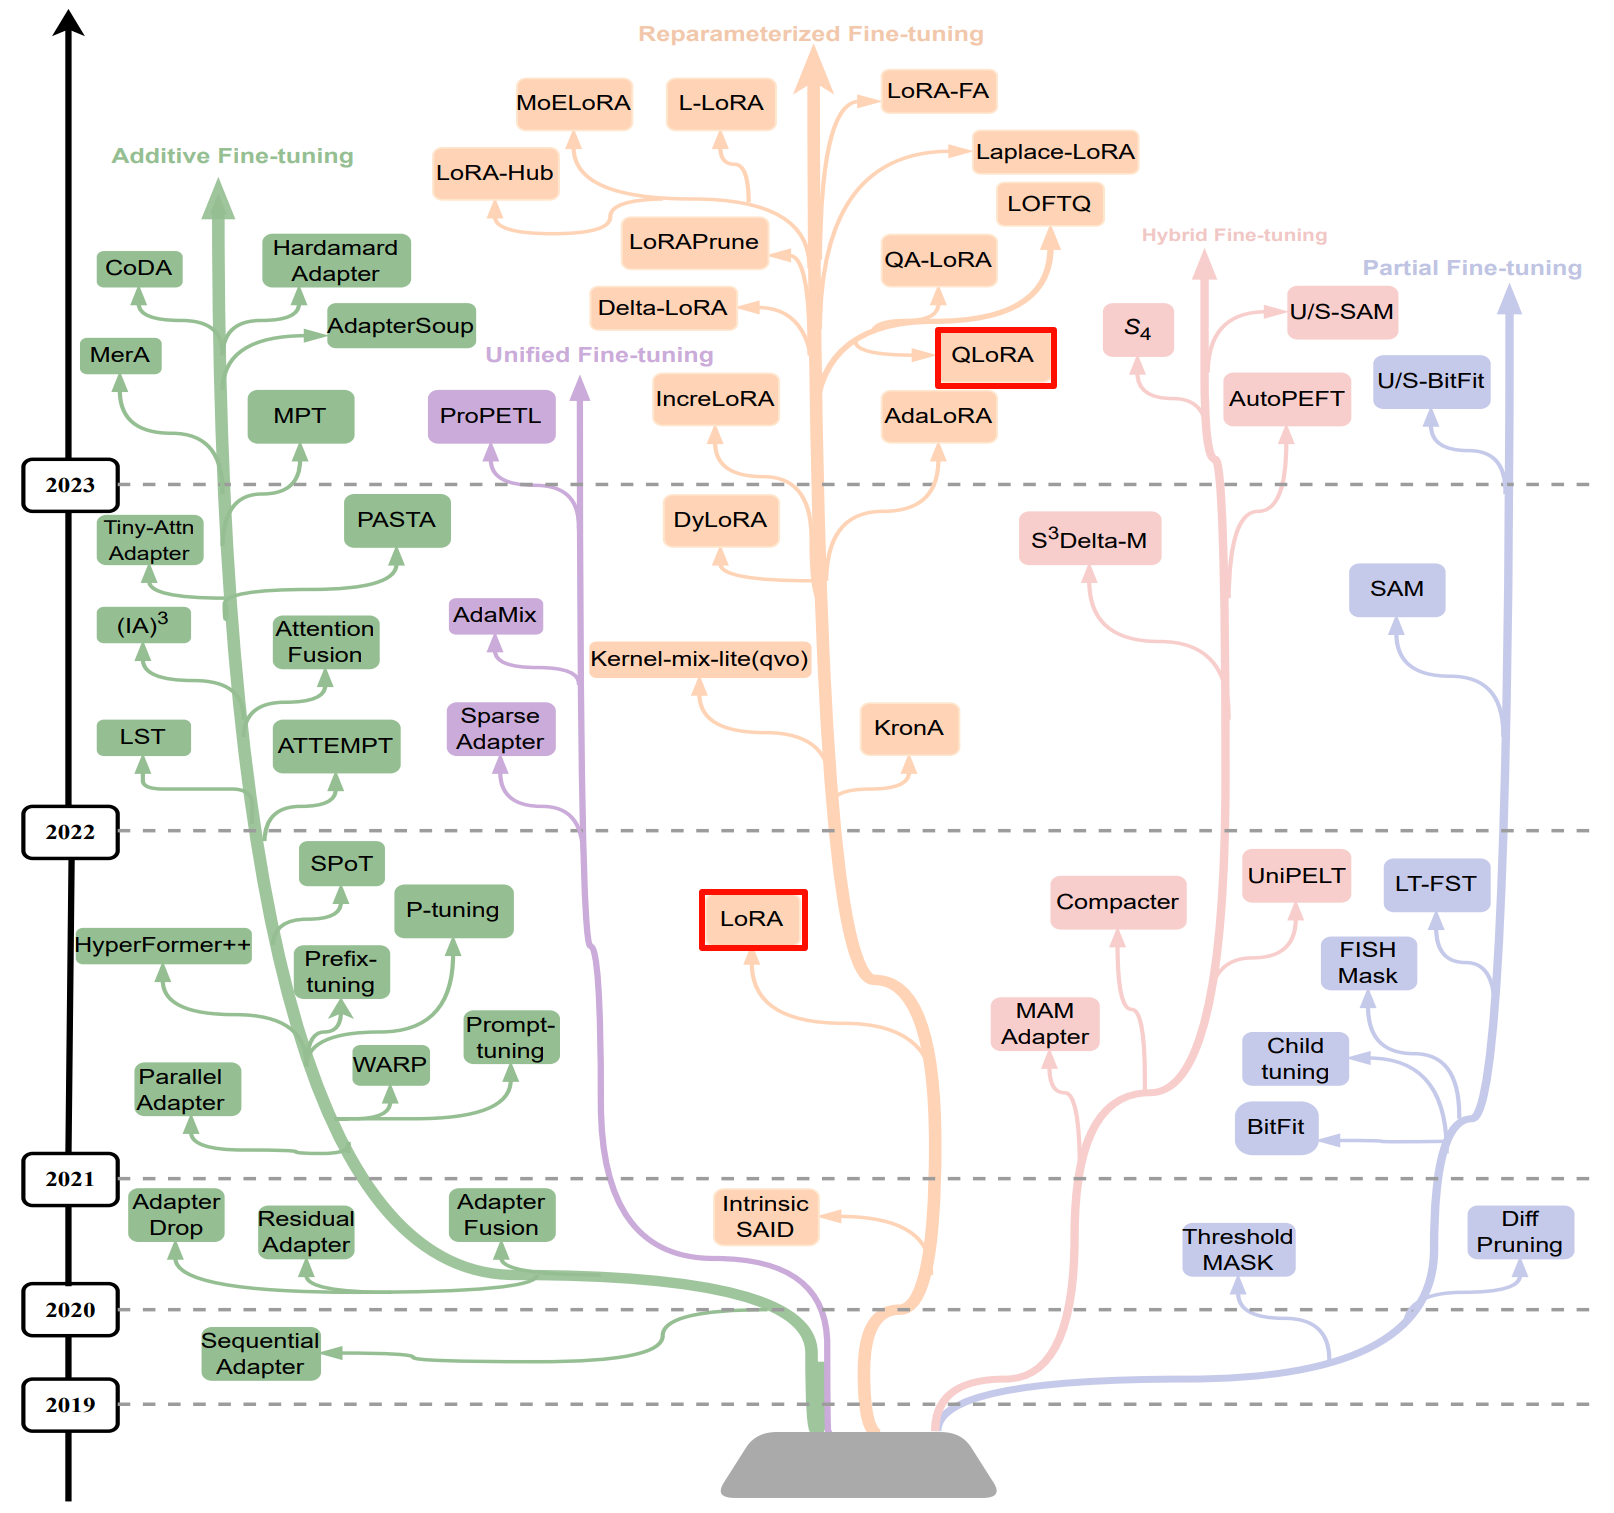 Reparameterized Fine-tuning
MoELoRA
L-LoRA
LoRA-FA
Additive Fine-tuning
LoRA-Hub
Laplace-LoRA
LOFTQ
CoDA
Hardamard
Adapter
LoRAPrune
QA-LoRA
Hybrid Fine-tuning
Partial Fine-tuning
AdapterSoup
Delta-LoRA
S4
U/S-SAM
MerA
Unified Fine-tuning
QLoRA
U/S-BitFit
MPT
ProPETL
IncreLoRA
AdaLoRA
AutoPEFT
2023
Tiny-Attn
Adapter
PASTA
DyLoRA
S3Delta-M
SAM
(IA)3
Attention
Fusion
AdaMix
Kernel-mix-lite(qvo)
LST
ATTEMPT
Sparse
Adapter
KronA
2022
SPoT
P-tuning
LoRA
Compacter
UniPELT
LT-FST
HyperFormer++
Prefix-
tuning
FISH
Mask
Prompt-
tuning
MAM
Adapter
WARP
Child
tuning
Parallel
Adapter
BitFit
2021
Adapter
Drop
Residual
Adapter
Adapter
Fusion
Intrinsic
SAID
Threshold
MASK
Diff
Pruning
2020
Sequential
Adapter
2019